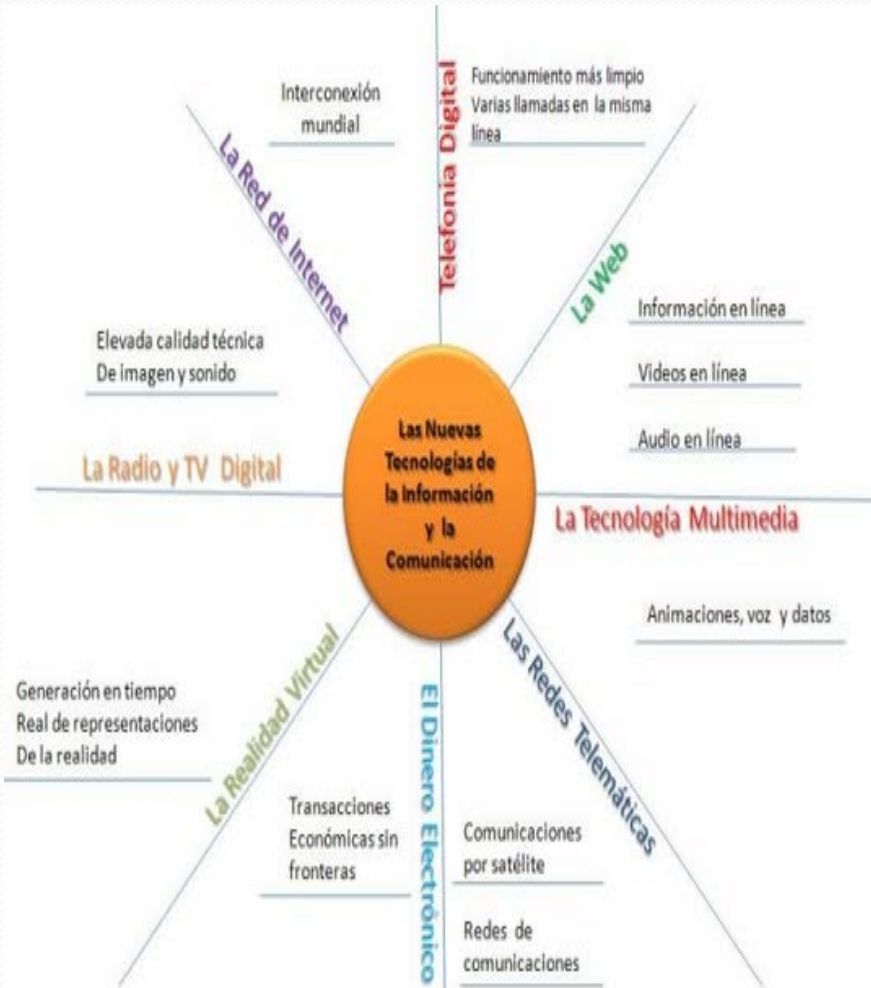 Las Nuevas
Tecnologías de
la Información
y la
Comunicación
Telefonía Digital
Funcionamiento más limpio
Varias llamadas en la misma
línea
La Web
Información en línea
Videos en línea
Audio en línea
La Tecnología Multimedia
Animaciones, voz y datos
Las Redes Telemáticas
Comunicaciones
por satélite
Redes de
comunicaciones
El Dinero Electrónico
Transacciones
Económicas sin
fronteras
La Realidad Virtual
Generación en tiempo
Real de representaciones
De la realidad
La Radio y TV Digital
Elevada calidad técnica
De imagen y sonido
La Red de Internet
Interconexión
mundial